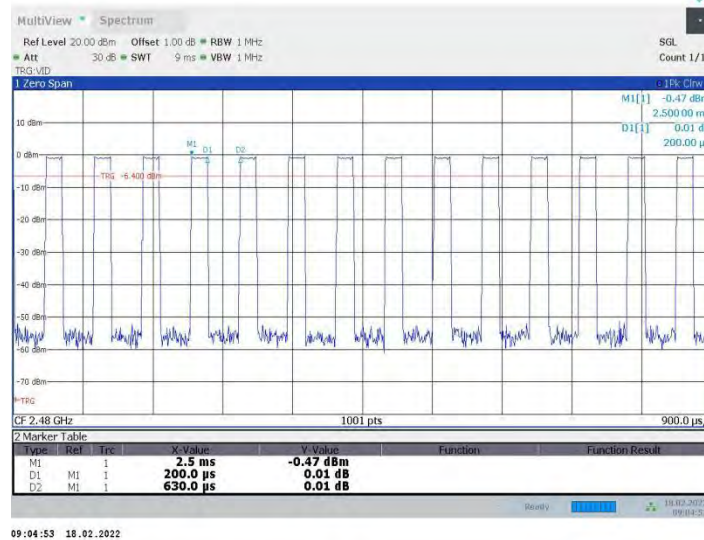 MultiView Spectrum
Ref Level 20.00 dBm Offset 1.00 dB RBW 1 MHz SGL
Att 30 dB SWT 9 ms VBW 1 MHz Count 1/1
TRG:VID
1 Zero Span 1Pk Clrw
M1[1] -0.47 dBm
2.500 00 m
D1[1] 0.01 d
200.00 µ
10 dBm
M1 D1 D2
0 dBm
TRG -6.400 dBm
-10 dBm
-20 dBm
-30 dBm
-40 dBm
-50 dBm
-60 dBm
-70 dBm
TRG
CF 2.48 GHz 1001 pts 900.0 µs/
2 Marker Table
Type Ref Trc X-Value Y-Value Function Function Result
M1 1 2.5 ms -0.47 dBm
D1 M1 1 200.0 µs 0.01 dB
D2 M1 1 630.0 µs 0.01 dB
Ready 18.02.2022
09:04:53
09:04:53 18.02.2022